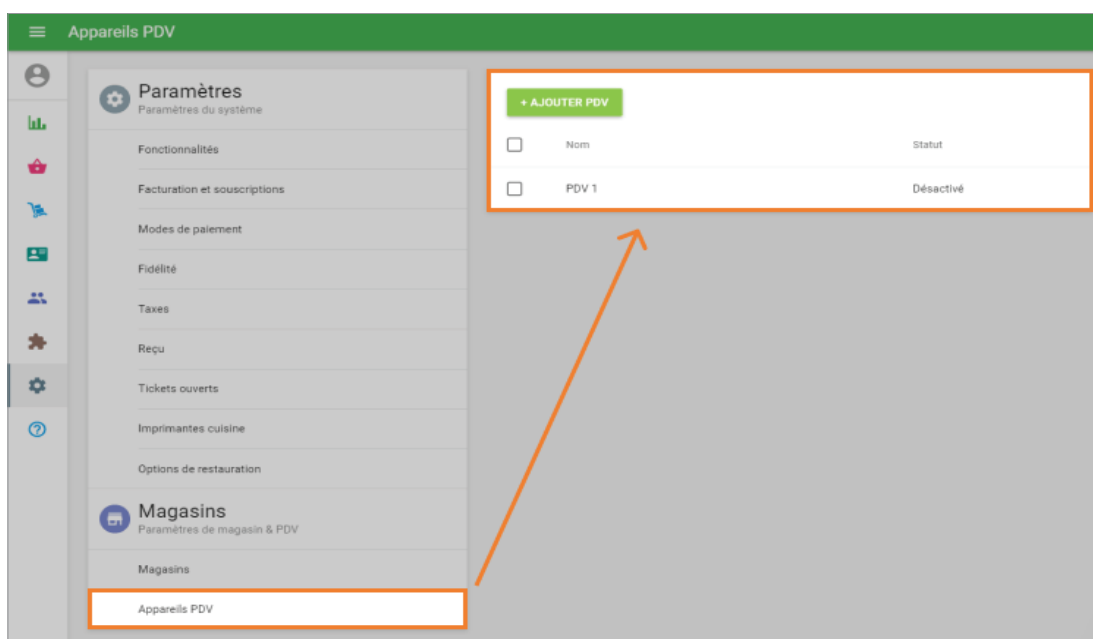 Appareils PDV
Paramètres
Paramètres du système
Fonctionnalités
Facturation et souscriptions
Modes de paiement
Fidélité
Taxes
Reçu
Tickets ouverts
Imprimantes cuisine
Options de restauration
Magasins
Paramètres de magasin & PDV
Magasins
Appareils PDV
+ AJOUTER PDV
Nom Statut
PDV 1 Désactivé